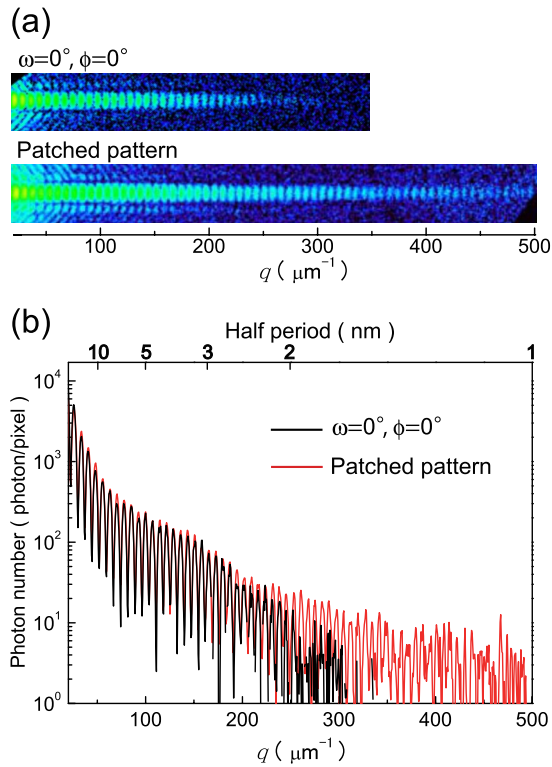 (a)
ω=0°, ϕ=0°
Patched pattern
100 200 300 400 500
q ( μm⁻¹ )
(b)
Half period ( nm )
10 5 3 2 1
10⁴
10³
10²
10¹
10⁰
Photon number ( photon/pixel)
ω=0°, ϕ=0°
Patched pattern
100 200 300 400 500
q ( μm⁻¹ )